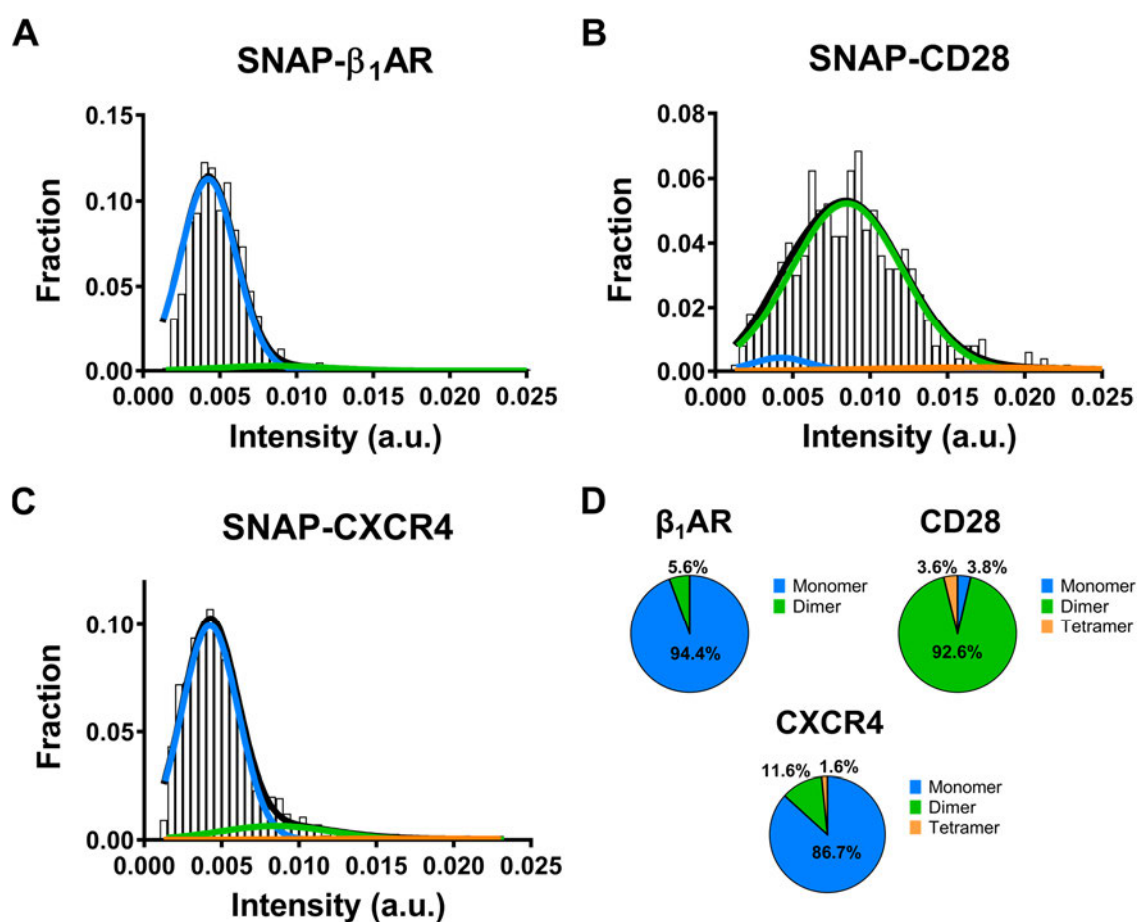 A
SNAP-β₁AR
Fraction
0.15
0.10
0.05
0.00
0.000 0.005 0.010 0.015 0.020 0.025
Intensity (a.u.)
B
SNAP-CD28
Fraction
0.08
0.06
0.04
0.02
0.00
0.000 0.005 0.010 0.015 0.020 0.025
Intensity (a.u.)
C
SNAP-CXCR4
Fraction
0.10
0.05
0.00
0.000 0.005 0.010 0.015 0.020 0.025
Intensity (a.u.)
D
β₁AR
5.6%
94.4%
Monomer
Dimer
CD28
3.6% 3.8%
92.6%
Monomer
Dimer
Tetramer
CXCR4
11.6% 1.6%
86.7%
Monomer
Dimer
Tetramer